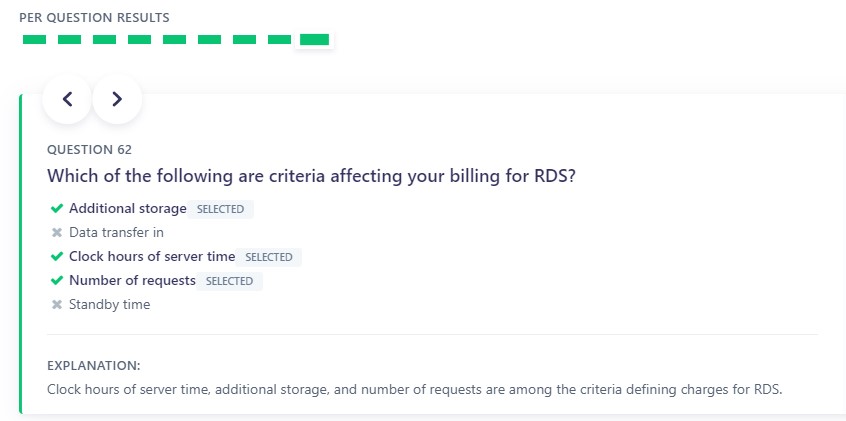 PER QUESTION RESULTS
QUESTION 62
Which of the following are criteria affecting your billing for RDS?
Additional storage SELECTED
Data transfer in
Clock hours of server time SELECTED
Number of requests SELECTED
Standby time
EXPLANATION:
Clock hours of server time, additional storage, and number of requests are among the criteria defining charges for RDS.